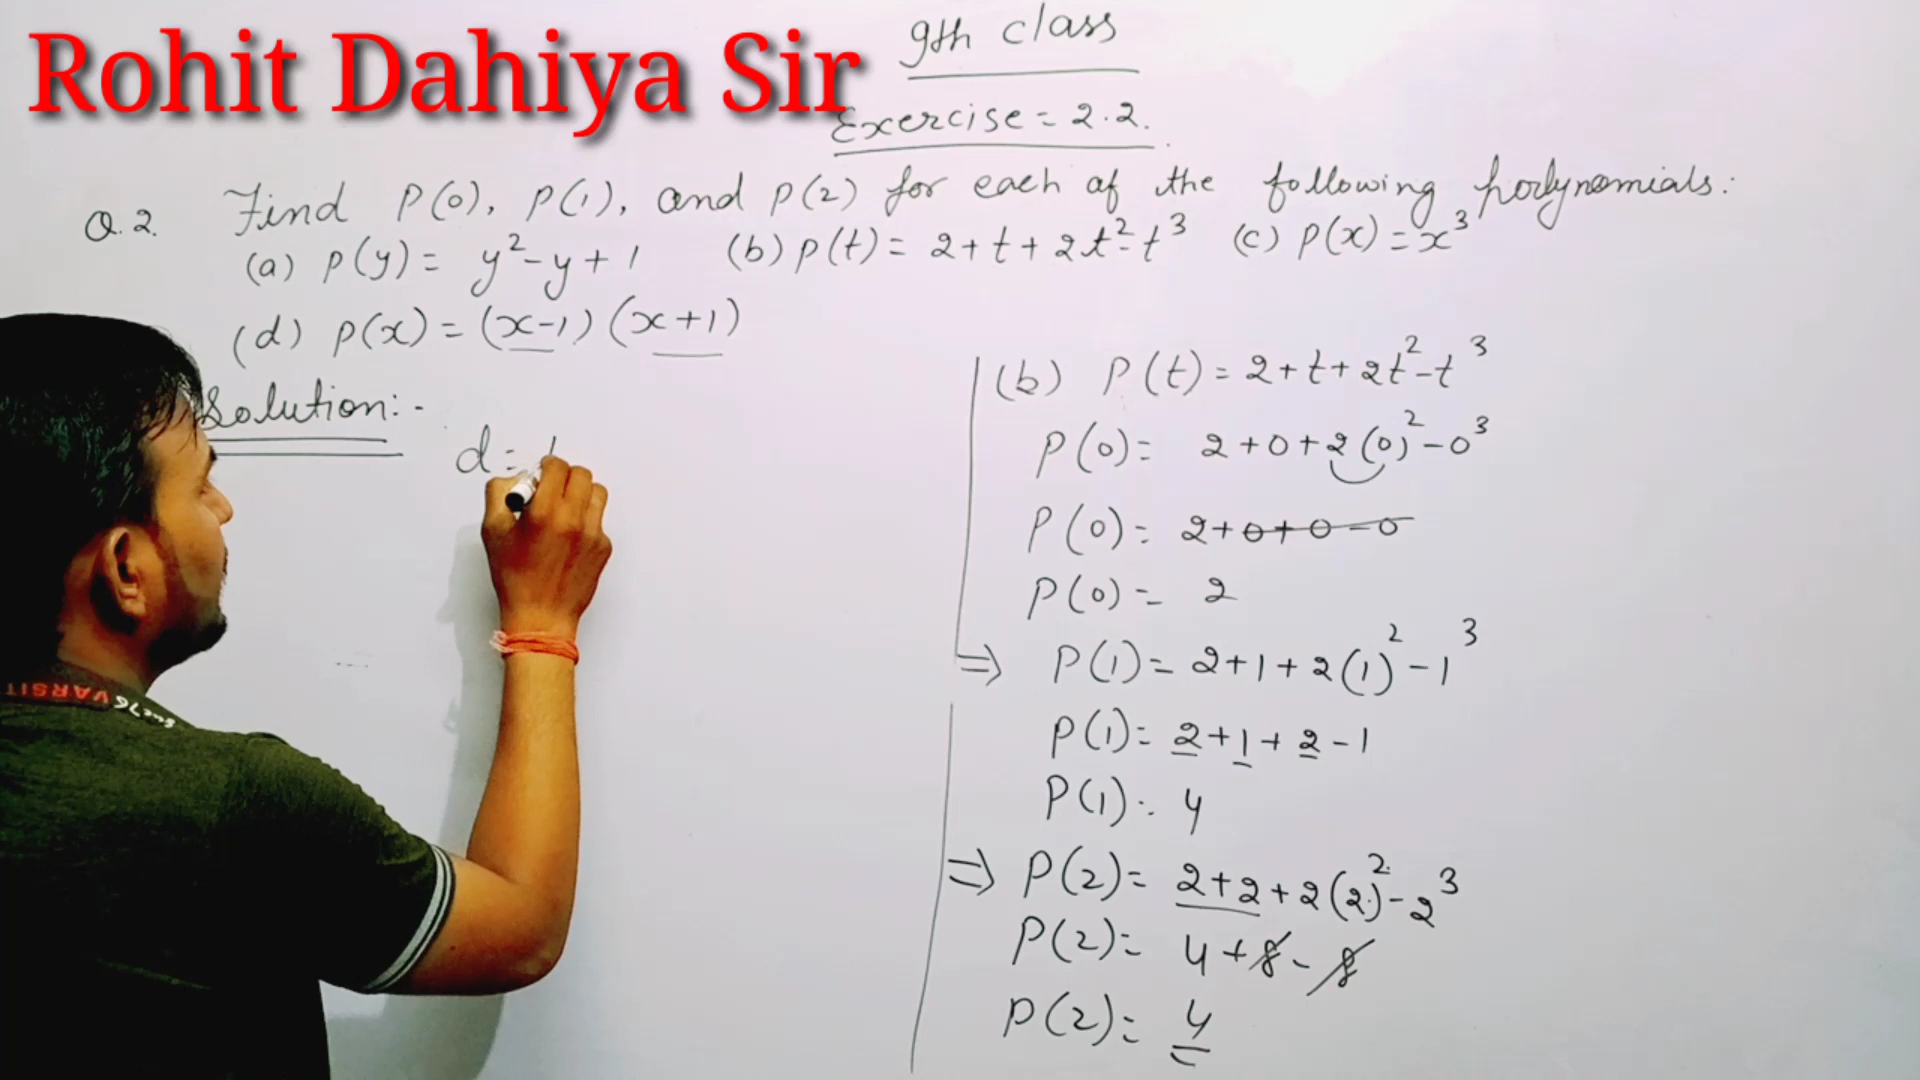 Rohit Dahiya Sir
9th class
Exercise = 2.2.
Q.2. Find P(0), P(1), and P(2) for each of the following polynomials:
(a) p(y) = y²-y+1 (b) p(t) = 2+t+2t²-t³ (c) p(x) = x³
(d) p(x) = (x-1) (x+1)
Solution:-
d =
(b) P(t) = 2+t+2t²-t³
P(0) = 2+0+2(0)²-0³
P(0) = 2+0+0-0
P(0) = 2
⇒ P(1) = 2+1+2(1)²-1³
P(1) = 2+1+2-1
P(1) = 4
⇒ P(2) = 2+2+2(2)²-2³
P(2) = 4+8-8
P(2) = 4
VARSIT